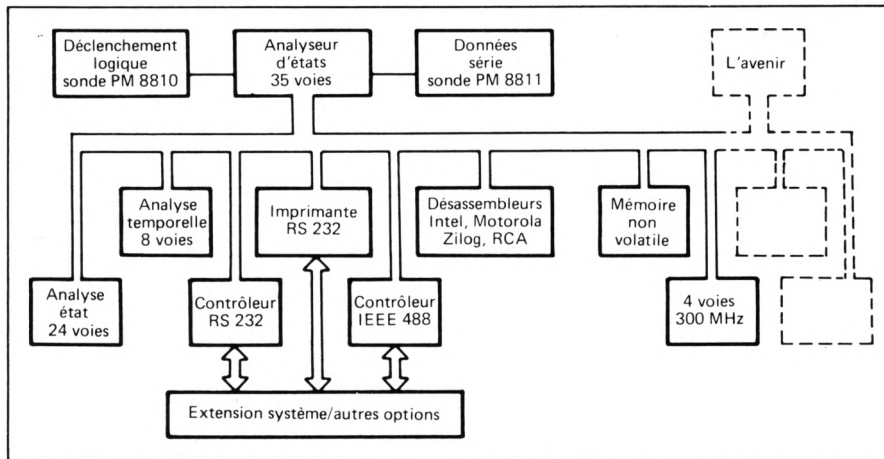 Déclenchement
logique
sonde PM 8810
Analyseur
d'états
35 voies
Données
série
sonde PM 8811
L'avenir
Analyse
temporelle
8 voies
Imprimante
RS 232
Désassembleurs
Intel, Motorola
Zilog, RCA
Mémoire
non
volatile
Analyse
état
24 voies
Contrôleur
RS 232
Contrôleur
IEEE 488
4 voies
300 MHz
Extension système/autres options